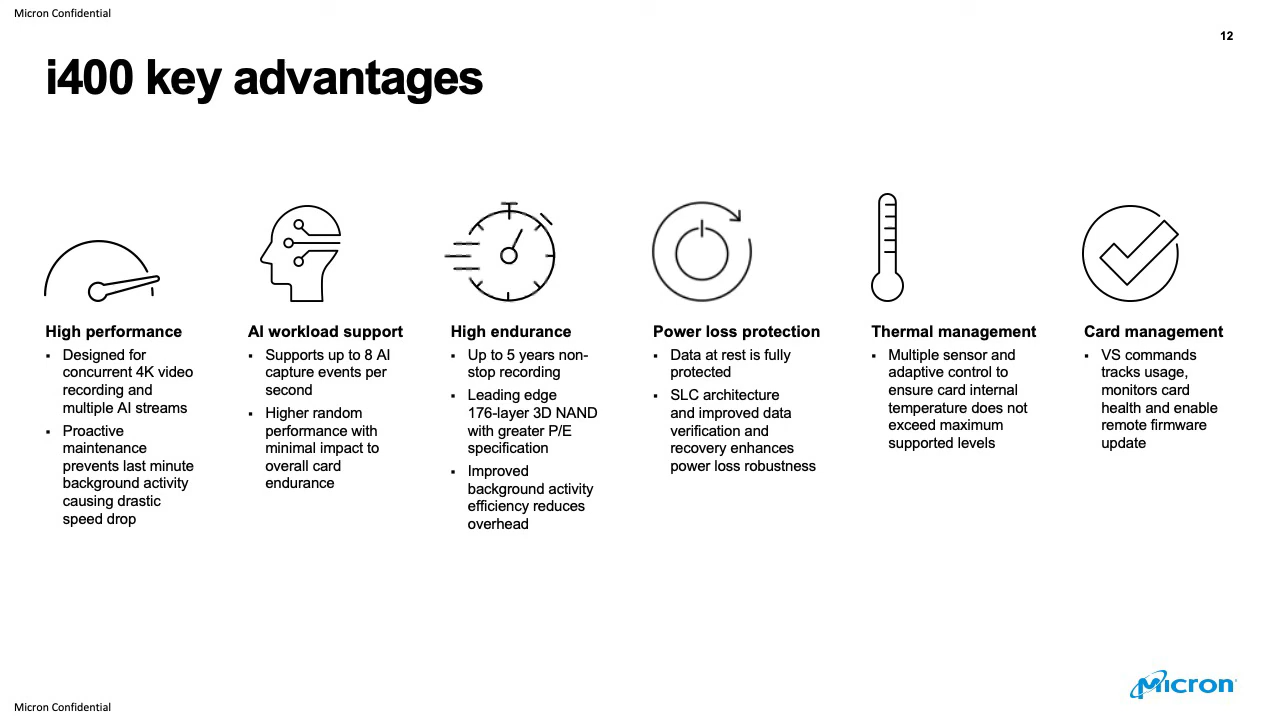 Micron Confidential
12
i400 key advantages
High performance
▪ Designed for
concurrent 4K video
recording and
multiple AI streams
▪ Proactive
maintenance
prevents last minute
background activity
causing drastic
speed drop
AI workload support
▪ Supports up to 8 AI
capture events per
second
▪ Higher random
performance with
minimal impact to
overall card
endurance
High endurance
▪ Up to 5 years non-
stop recording
▪ Leading edge
176-layer 3D NAND
with greater P/E
specification
▪ Improved
background activity
efficiency reduces
overhead
Power loss protection
▪ Data at rest is fully
protected
▪ SLC architecture
and improved data
verification and
recovery enhances
power loss robustness
Thermal management
▪ Multiple sensor and
adaptive control to
ensure card internal
temperature does not
exceed maximum
supported levels
Card management
▪ VS commands
tracks usage,
monitors card
health and enable
remote firmware
update
Micron
Micron Confidential